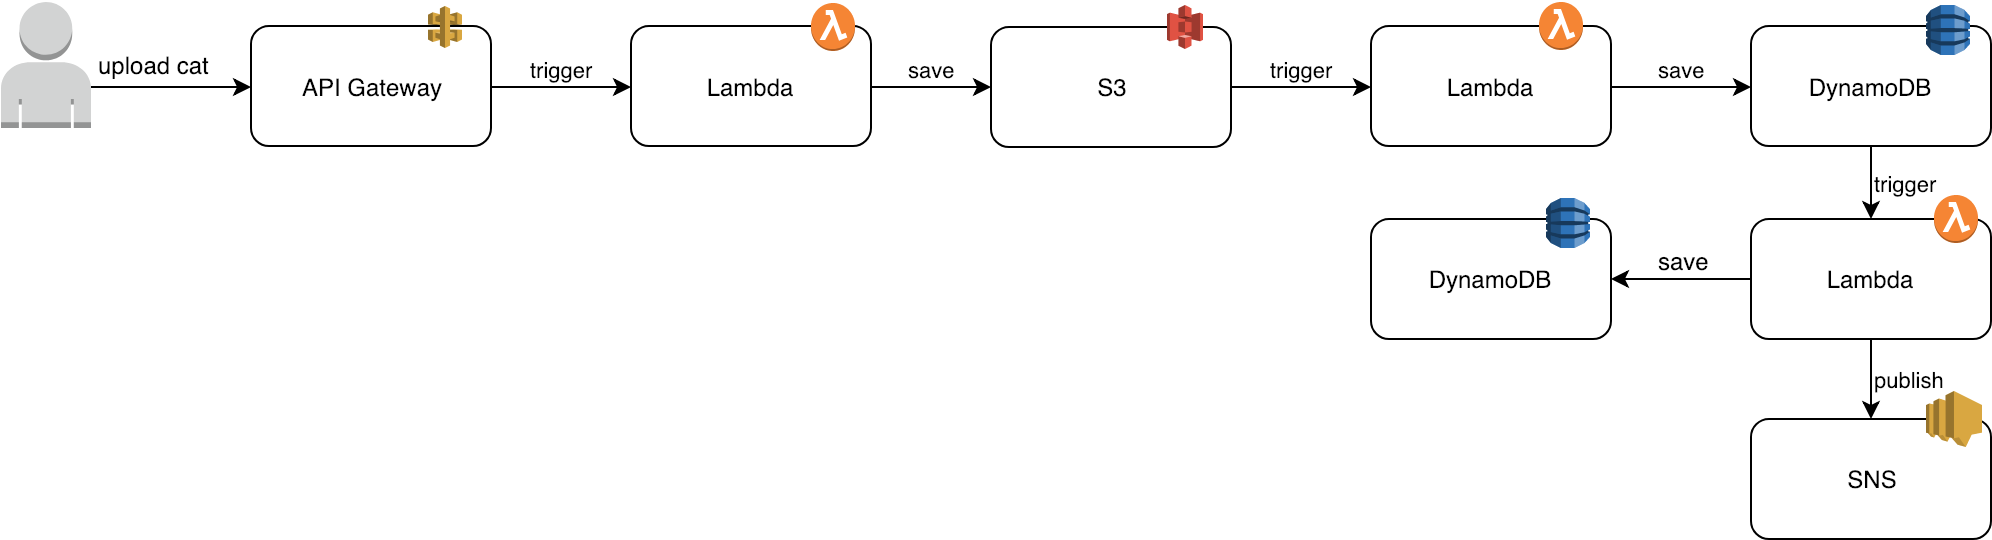 upload cat
API Gateway
trigger
Lambda
save
S3
trigger
Lambda
save
DynamoDB
trigger
Lambda
save
DynamoDB
publish
SNS